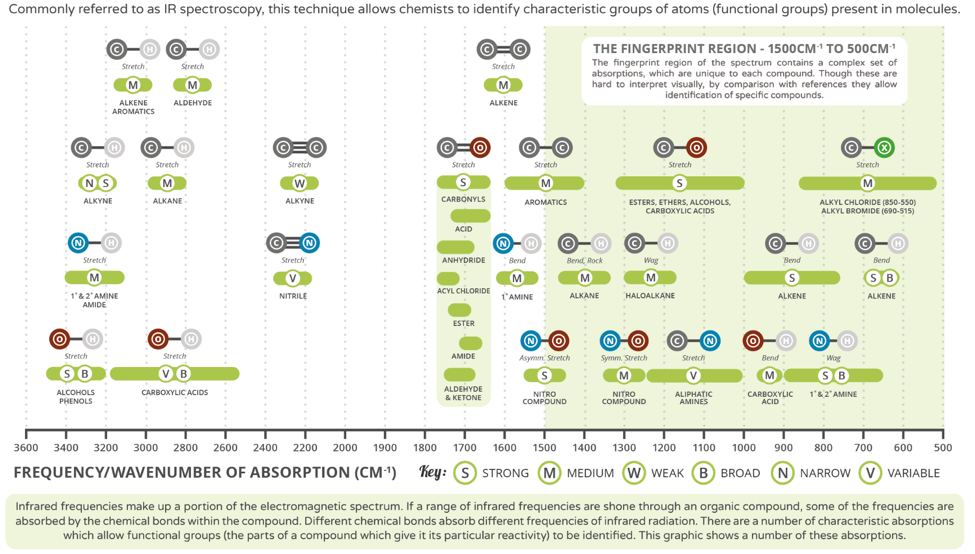 Commonly referred to as IR spectroscopy, this technique allows chemists to identify characteristic groups of atoms (functional groups) present in molecules.
C H C H C C
Stretch Stretch Stretch
M M M
ALKENE
AROMATICS
ALDEHYDE
ALKENE
THE FINGERPRINT REGION - 1500CM⁻¹ TO 500CM⁻¹
The fingerprint region of the spectrum contains a complex set of
absorptions, which are unique to each compound. Though these are
hard to interpret visually, by comparison with references they allow
identification of specific compounds.
C H C H C C C O C C C O C X
Stretch Stretch Stretch Stretch Stretch Stretch Stretch
N S M W S M S M
ALKYNE
ALKANE
ALKYNE
CARBONYLS
AROMATICS
ESTERS, ETHERS, ALCOHOLS,
CARBOXYLIC ACIDS
ALKYL CHLORIDE (850-550)
ALKYL BROMIDE (690-515)
ACID
ANHYDRIDE
ACYL CHLORIDE
ESTER
AMIDE
ALDEHYDE
& KETONE
N H C N N H C H C H C H C H
Stretch Stretch Bend Bend, Rock Wag Bend Bend
M V M M M S S B
1° & 2° AMINE
AMIDE
NITRILE
1° AMINE
ALKANE
HALOALKANE
ALKENE
ALKENE
O H O H N O N O C N O H N H
Stretch Stretch Asymm. Stretch Symm. Stretch Stretch Bend Wag
S B V B S M V M S B
ALCOHOLS
PHENOLS
CARBOXYLIC ACIDS
NITRO
COMPOUND
NITRO
COMPOUND
ALIPHATIC
AMINES
CARBOXYLIC
ACID
1° & 2° AMINE
3600 3400 3200 3000 2800 2600 2400 2200 2000 1900 1800 1700 1600 1500 1400 1300 1200 1100 1000 900 800 700 600 500
FREQUENCY/WAVENUMBER OF ABSORPTION (CM⁻¹) Key: S STRONG M MEDIUM W WEAK B BROAD N NARROW V VARIABLE
Infrared frequencies make up a portion of the electromagnetic spectrum. If a range of infrared frequencies are shone through an organic compound, some of the frequencies are
absorbed by the chemical bonds within the compound. Different chemical bonds absorb different frequencies of infrared radiation. There are a number of characteristic absorptions
which allow functional groups (the parts of a compound which give it its particular reactivity) to be identified. This graphic shows a number of these absorptions.